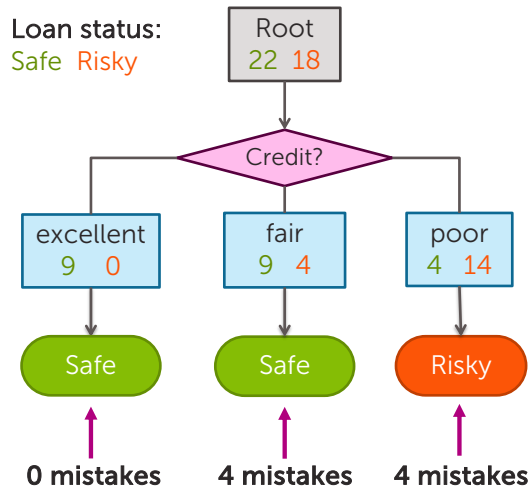 Loan status:
Safe Risky
Root
22 18
Credit?
excellent
9 0
fair
9 4
poor
4 14
Safe
Safe
Risky
0 mistakes
4 mistakes
4 mistakes